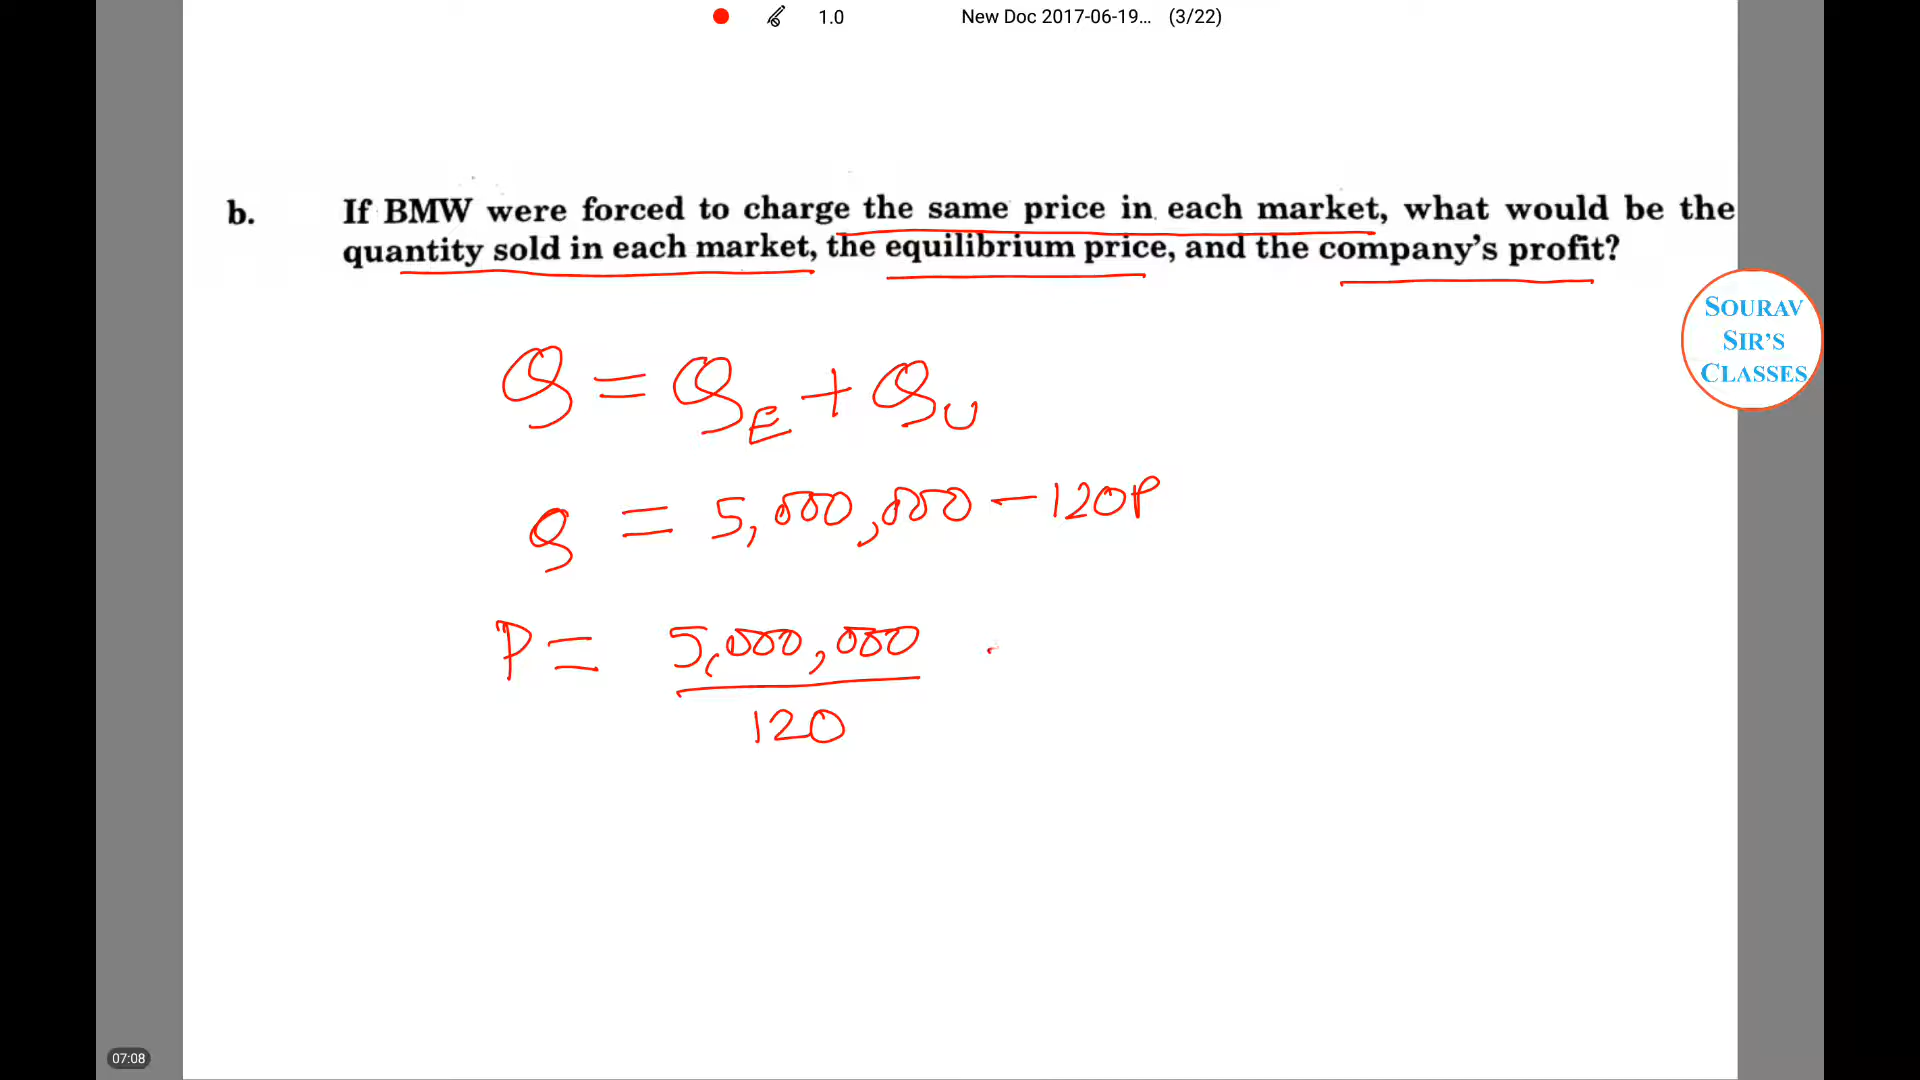 1.0 New Doc 2017-06-19... (3/22)
b. If BMW were forced to charge the same price in each market, what would be the
quantity sold in each market, the equilibrium price, and the company's profit?
SOURAV
SIR'S
CLASSES
Q = QE + QU
Q = 5,000,000 - 120P
P = 5,000,000
120
07:08